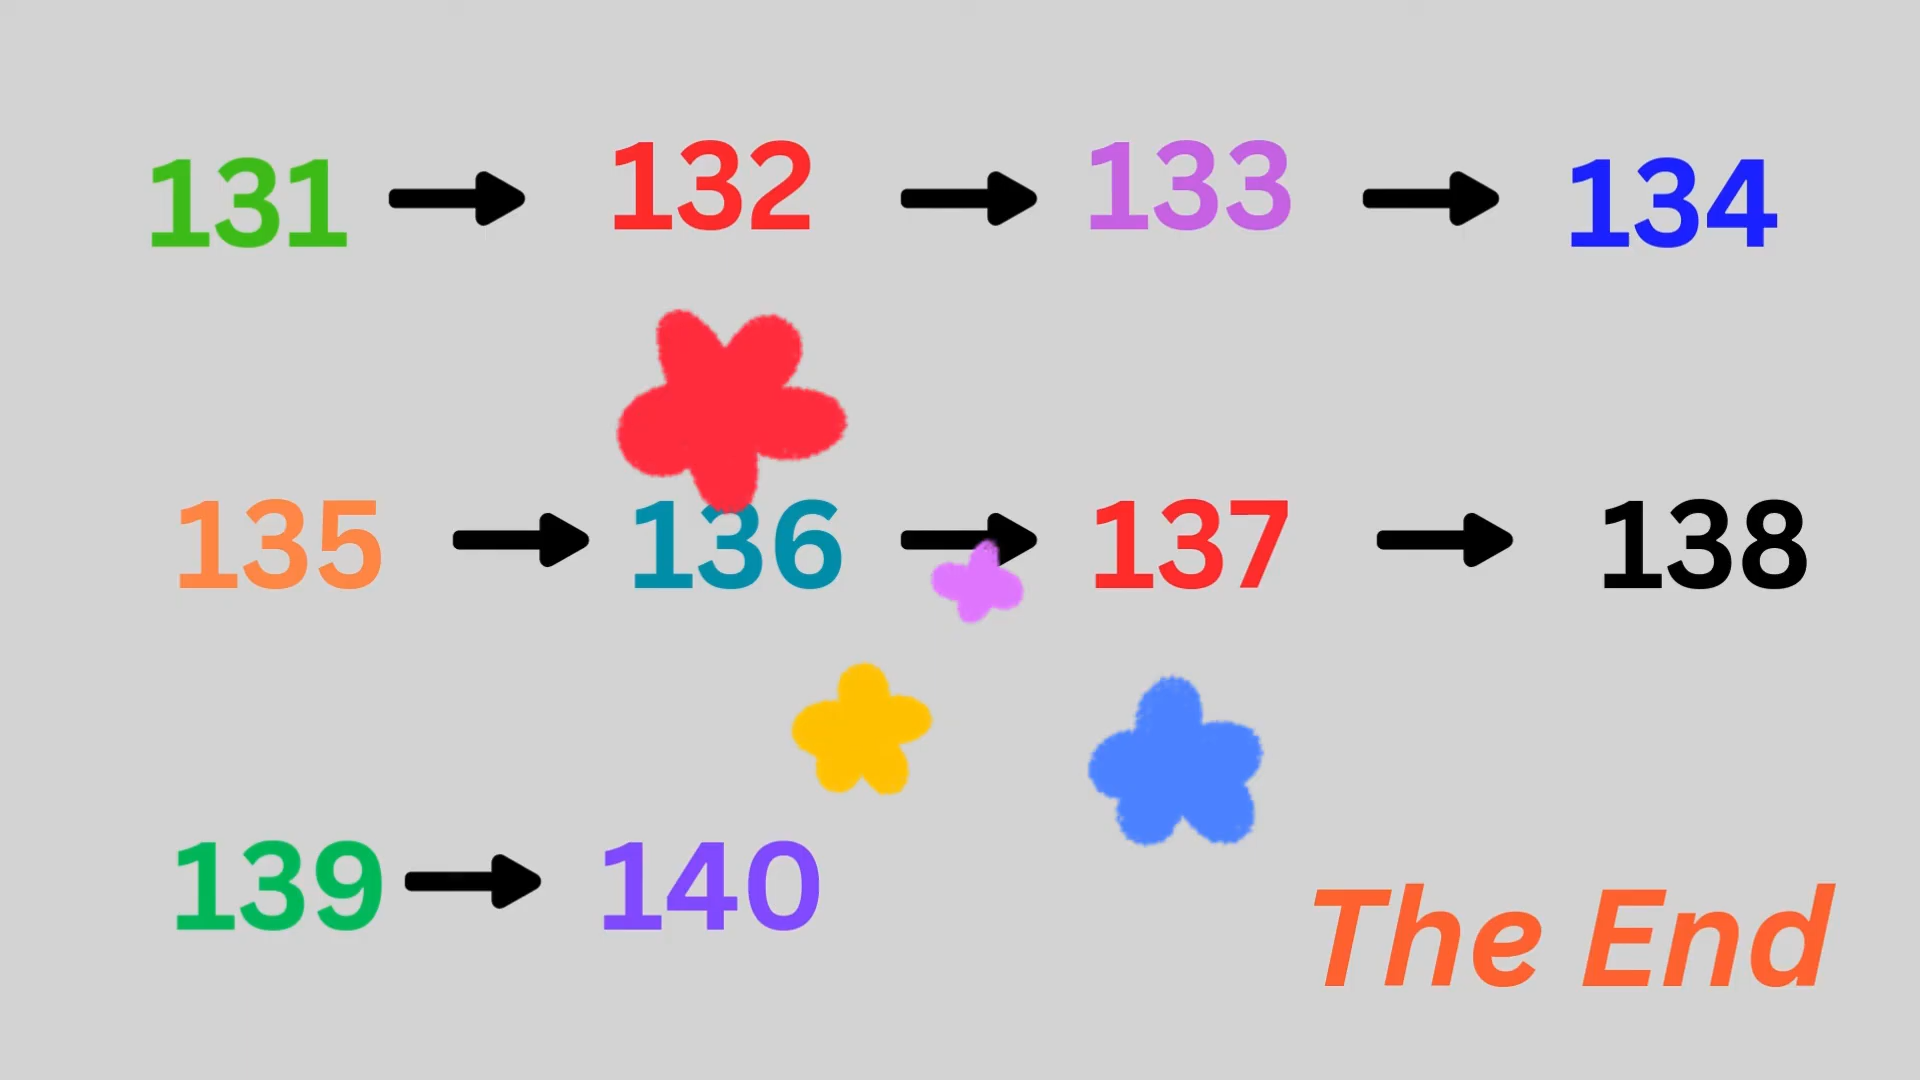 131 → 132 → 133 → 134
135 → 136 → 137 → 138
139 → 140
The End